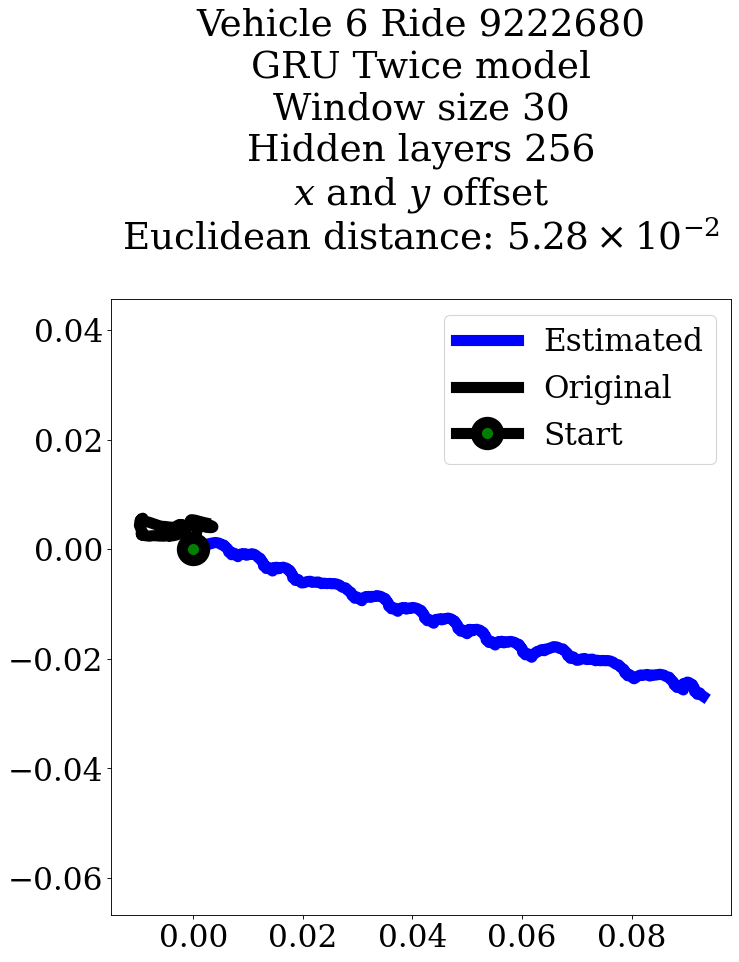 Vehicle 6 Ride 9222680
GRU Twice model
Window size 30
Hidden layers 256
x and y offset
Euclidean distance: 5.28 × 10⁻²
Estimated
Original
Start
0.04
0.02
0.00
−0.02
−0.04
−0.06
0.00 0.02 0.04 0.06 0.08